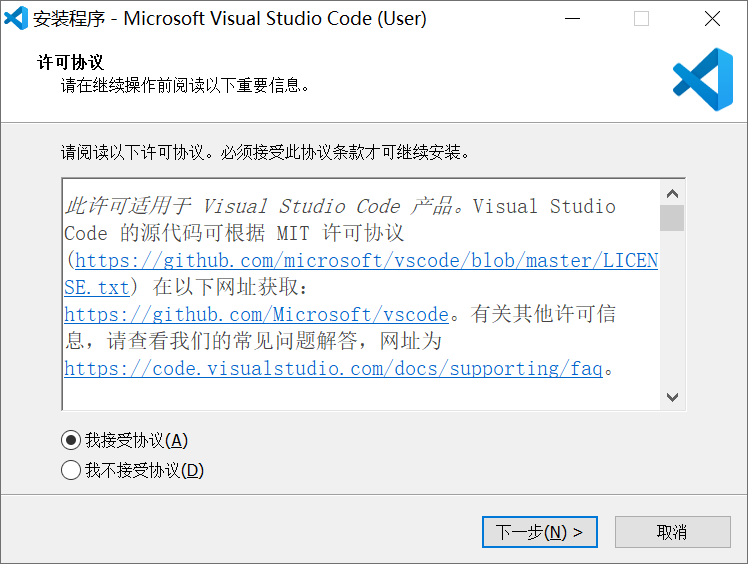 安装程序 - Microsoft Visual Studio Code (User)
许可协议
请在继续操作前阅读以下重要信息。
请阅读以下许可协议。必须接受此协议条款才可继续安装。
此许可适用于 Visual Studio Code 产品。Visual Studio
Code 的源代码可根据 MIT 许可协议
(https://github.com/microsoft/vscode/blob/master/LICEN
SE.txt) 在以下网址获取:
https://github.com/Microsoft/vscode。有关其他许可信
息，请查看我们的常见问题解答，网址为
https://code.visualstudio.com/docs/supporting/faq。
我接受协议(A)
我不接受协议(D)
下一步(N) >
取消